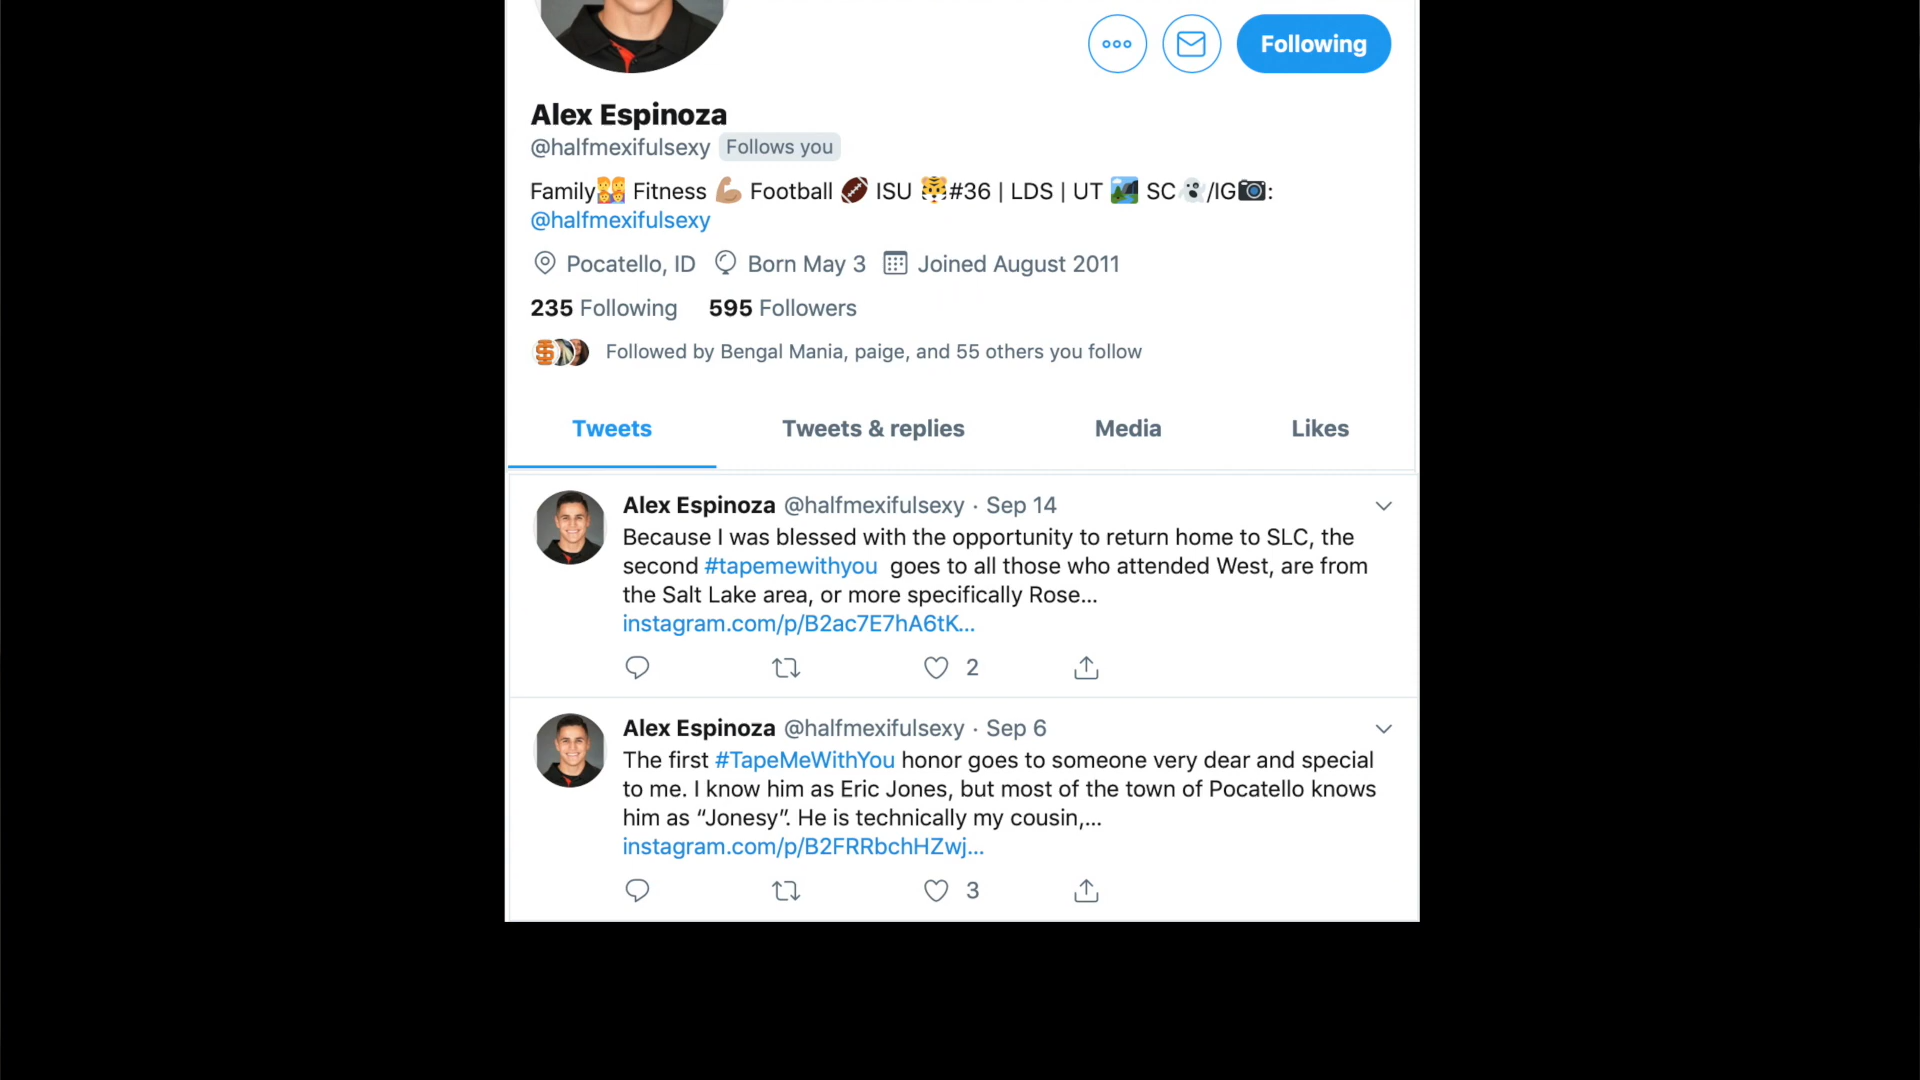 Following
Alex Espinoza
@halfmexifulsexy Follows you
Family👨‍👩‍👧‍👦 Fitness 💪🏽 Football 🏈 ISU 🐯#36 | LDS | UT 🏞 SC👻/IG📷:
@halfmexifulsexy
Pocatello, ID Born May 3 Joined August 2011
235 Following 595 Followers
Followed by Bengal Mania, paige, and 55 others you follow
Tweets Tweets & replies Media Likes
Alex Espinoza @halfmexifulsexy · Sep 14
Because I was blessed with the opportunity to return home to SLC, the
second #tapemewithyou goes to all those who attended West, are from
the Salt Lake area, or more specifically Rose...
instagram.com/p/B2ac7E7hA6tK...
2
Alex Espinoza @halfmexifulsexy · Sep 6
The first #TapeMeWithYou honor goes to someone very dear and special
to me. I know him as Eric Jones, but most of the town of Pocatello knows
him as “Jonesy”. He is technically my cousin,...
instagram.com/p/B2FRRbchHZwj...
3